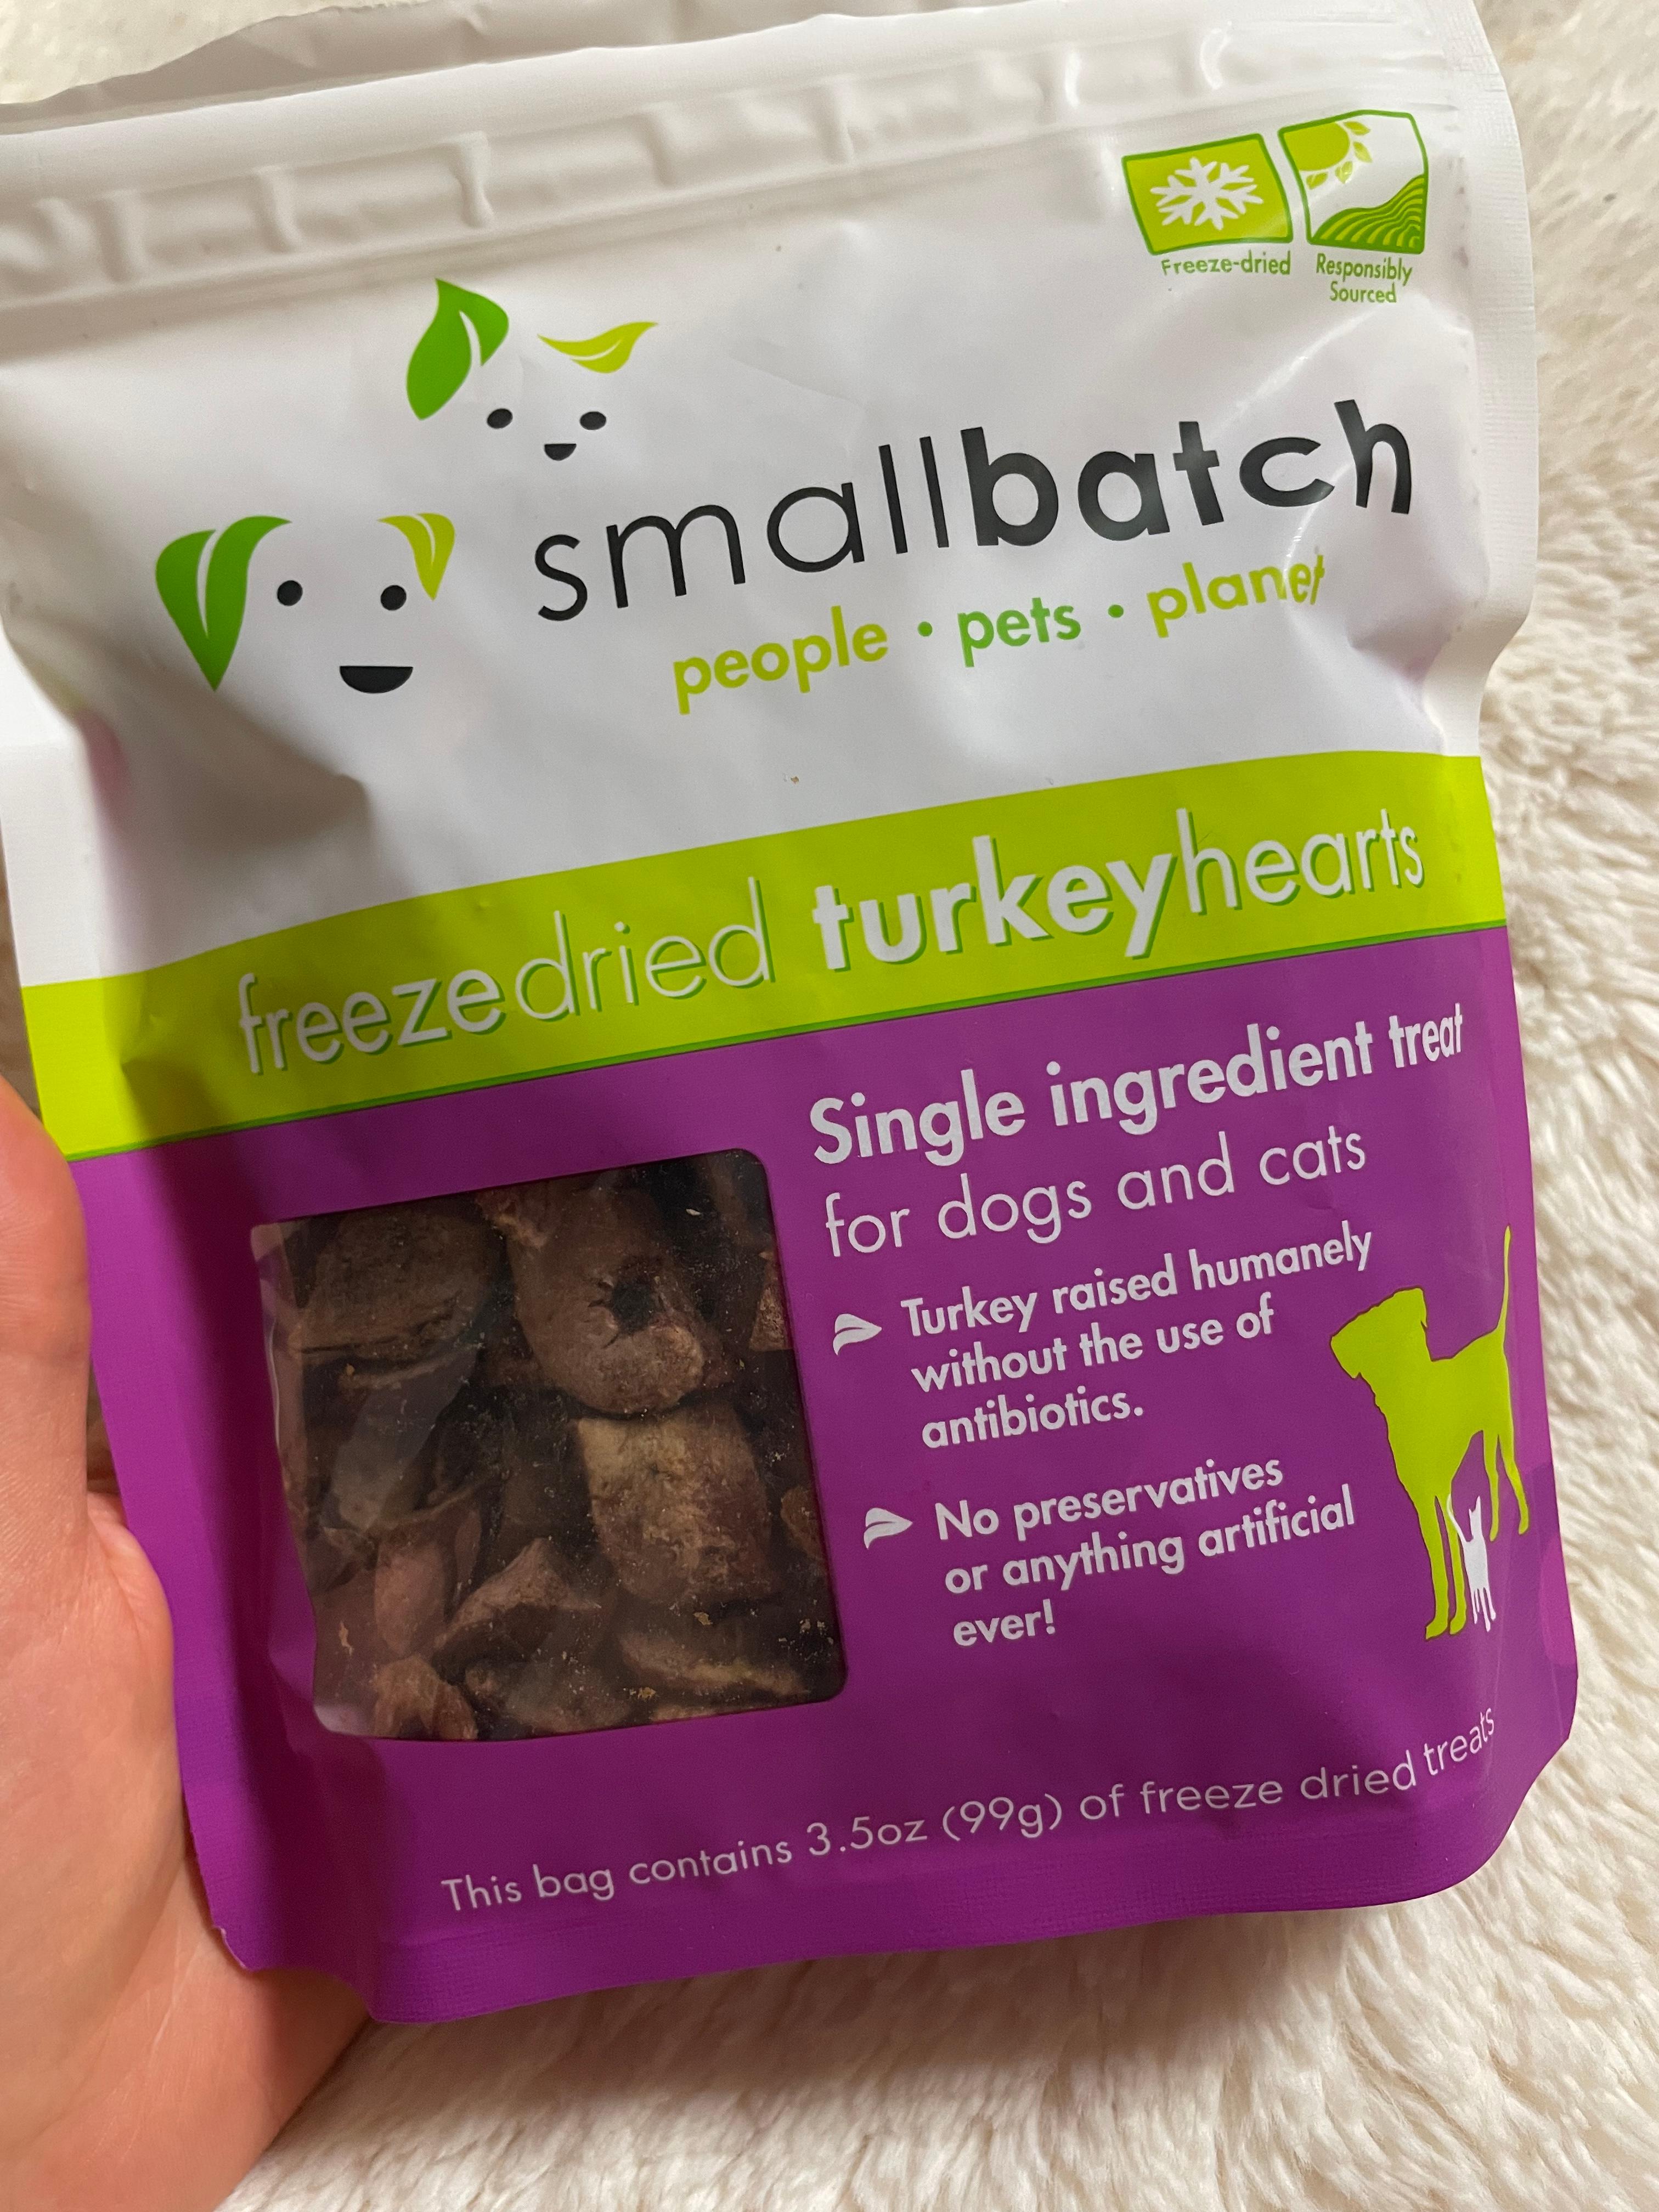 Freeze-dried
Responsibly
Sourced
smallbatch
people • pets • planet
freezedried turkeyhearts
Single ingredient treat
for dogs and cats
Turkey raised humanely
without the use of
antibiotics.
No preservatives
or anything artificial
ever!
This bag contains 3.5oz (99g) of freeze dried treats